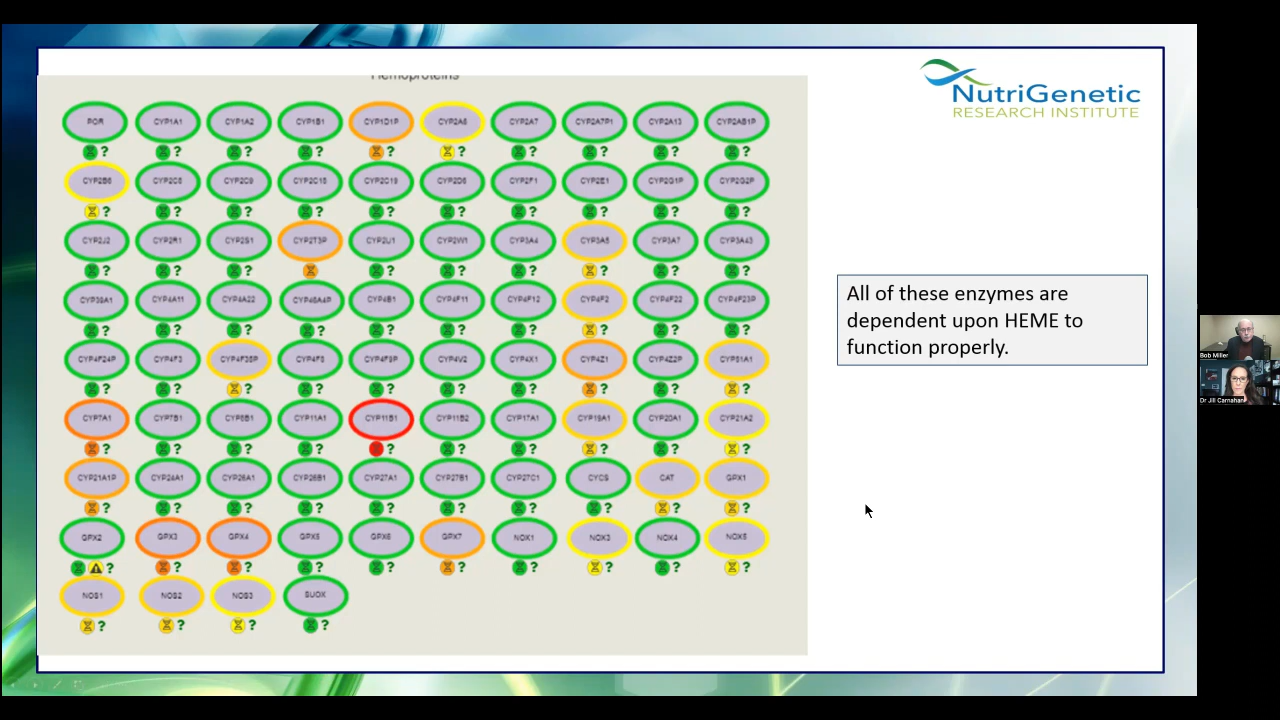 Hemoproteins
NutriGenetic
RESEARCH INSTITUTE
POR CYP1A1 CYP1A2 CYP1B1 CYP1D1P CYP2A6 CYP2A7 CYP2A7P1 CYP2A13 CYP2AB1P
? ? ? ? ? ? ? ? ? ?
CYP2B6 CYP2C8 CYP2C9 CYP2C18 CYP2C19 CYP2D6 CYP2F1 CYP2E1 CYP2G1P CYP2G2P
? ? ? ? ? ? ? ? ? ?
CYP2J2 CYP2R1 CYP2S1 CYP2T3P CYP2U1 CYP2W1 CYP3A4 CYP3A5 CYP3A7 CYP3A43
? ? ? ? ? ? ? ? ?
CYP39A1 CYP4A11 CYP4A22 CYP46A4P CYP4B1 CYP4F11 CYP4F12 CYP4F2 CYP4F22 CYP4F23P
? ? ? ? ? ? ? ? ? ?
CYP4F24P CYP4F3 CYP4F35P CYP4F8 CYP4F9P CYP4V2 CYP4X1 CYP4Z1 CYP4Z2P CYP51A1
? ? ? ? ? ? ? ? ? ?
CYP7A1 CYP7B1 CYP8B1 CYP11A1 CYP11B1 CYP11B2 CYP17A1 CYP19A1 CYP20A1 CYP21A2
? ? ? ? ? ? ? ? ? ?
CYP21A1P CYP24A1 CYP26A1 CYP26B1 CYP27A1 CYP27B1 CYP27C1 CYCS CAT GPX1
? ? ? ? ? ? ? ? ? ?
GPX2 GPX3 GPX4 GPX5 GPX6 GPX7 NOX1 NOX3 NOX4 NOX5
? ? ? ? ? ? ? ? ? ?
NOS1 NOS2 NOS3 SUOX
? ? ? ?
All of these enzymes are
dependent upon HEME to
function properly.
Bob Miller
Dr Jill Carnahan